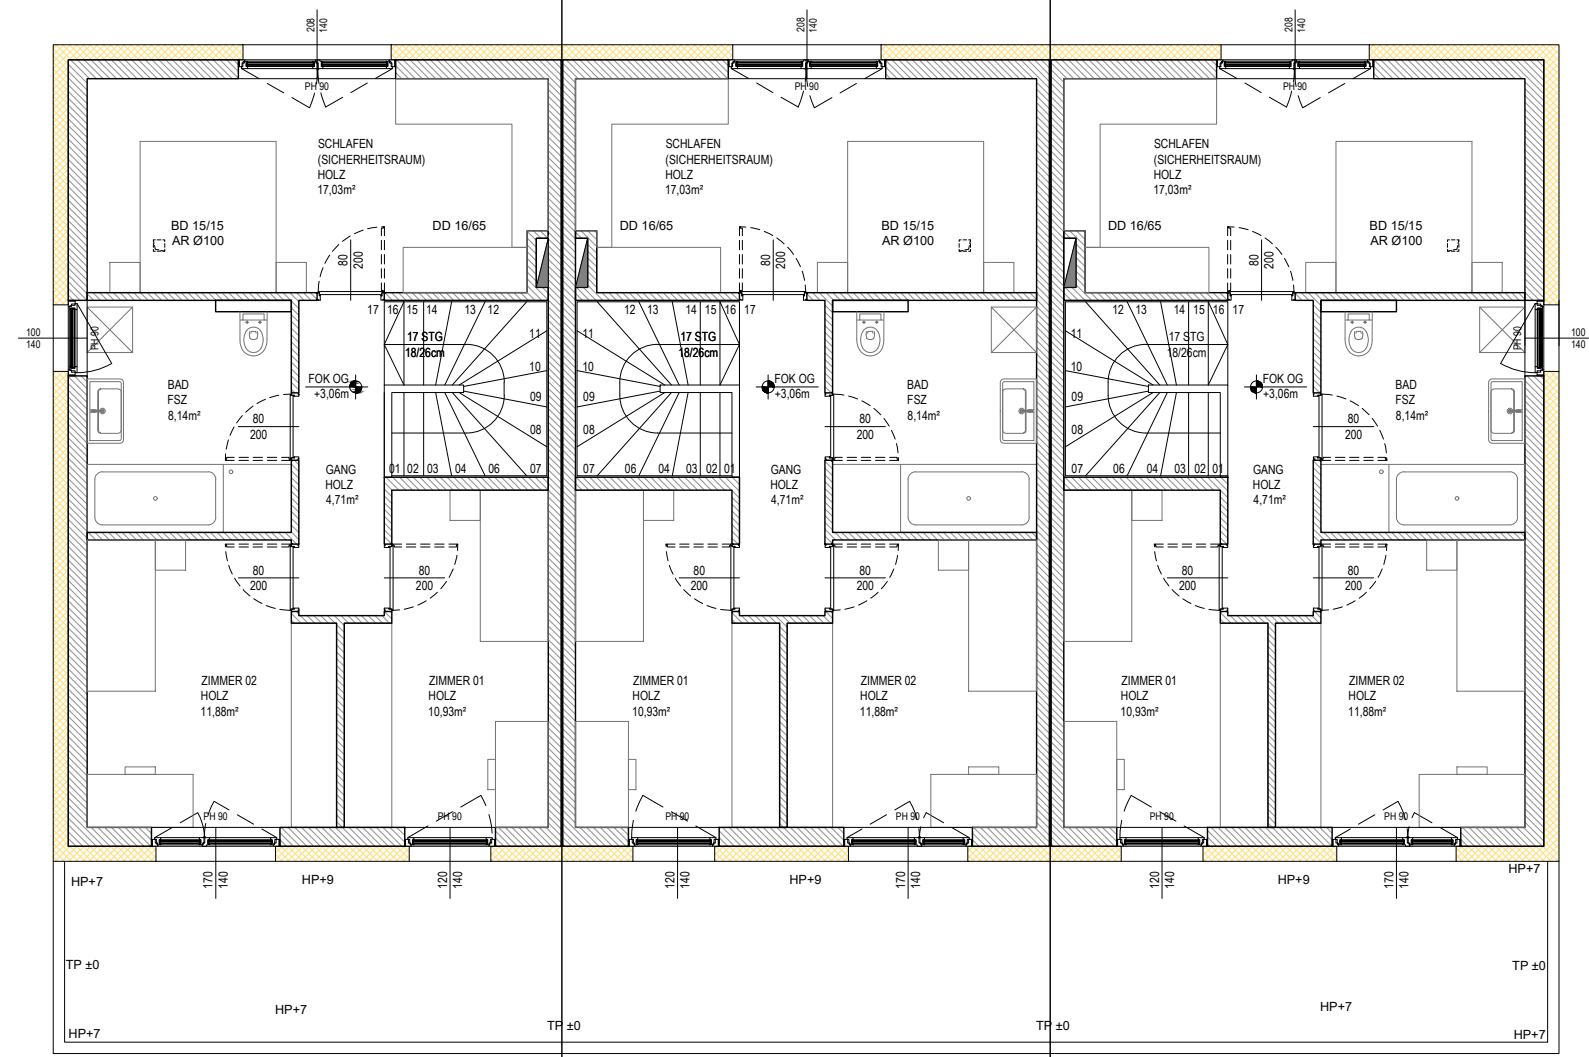 208
140
208
140
208
140
PH 90
PH 90
PH 90
SCHLAFEN
(SICHERHEITSRAUM)
HOLZ
17,03m²
SCHLAFEN
(SICHERHEITSRAUM)
HOLZ
17,03m²
SCHLAFEN
(SICHERHEITSRAUM)
HOLZ
17,03m²
BD 15/15
AR Ø100
DD 16/65
DD 16/65
BD 15/15
AR Ø100
DD 16/65
BD 15/15
AR Ø100
80
200
80
200
80
200
17 16 15 14 13 12
12 13 14 15 16 17
12 13 14 15 16 17
100
140
PH 90
17 STG
18/26cm
11
10
09
08
11
10
09
08
17 STG
18/26cm
11
10
09
08
17 STG
18/26cm
PH 90
100
140
FOK OG
+3,06m
FOK OG
+3,06m
FOK OG
+3,06m
BAD
FSZ
8,14m²
BAD
FSZ
8,14m²
BAD
FSZ
8,14m²
80
200
80
200
80
200
01 02 03 04 06 07
07 06 04 03 02 01
07 06 04 03 02 01
GANG
HOLZ
4,71m²
GANG
HOLZ
4,71m²
GANG
HOLZ
4,71m²
80
200
80
200
80
200
80
200
80
200
80
200
ZIMMER 02
HOLZ
11,88m²
ZIMMER 01
HOLZ
10,93m²
ZIMMER 01
HOLZ
10,93m²
ZIMMER 02
HOLZ
11,88m²
ZIMMER 01
HOLZ
10,93m²
ZIMMER 02
HOLZ
11,88m²
PH 90
PH 90
PH 90
PH 90
PH 90
PH 90
HP+7
170
140
HP+9
120
140
120
140
HP+9
170
140
120
140
HP+9
170
140
HP+7
TP ±0
TP ±0
HP+7
HP+7
HP+7
TP ±0
TP ±0
HP+7